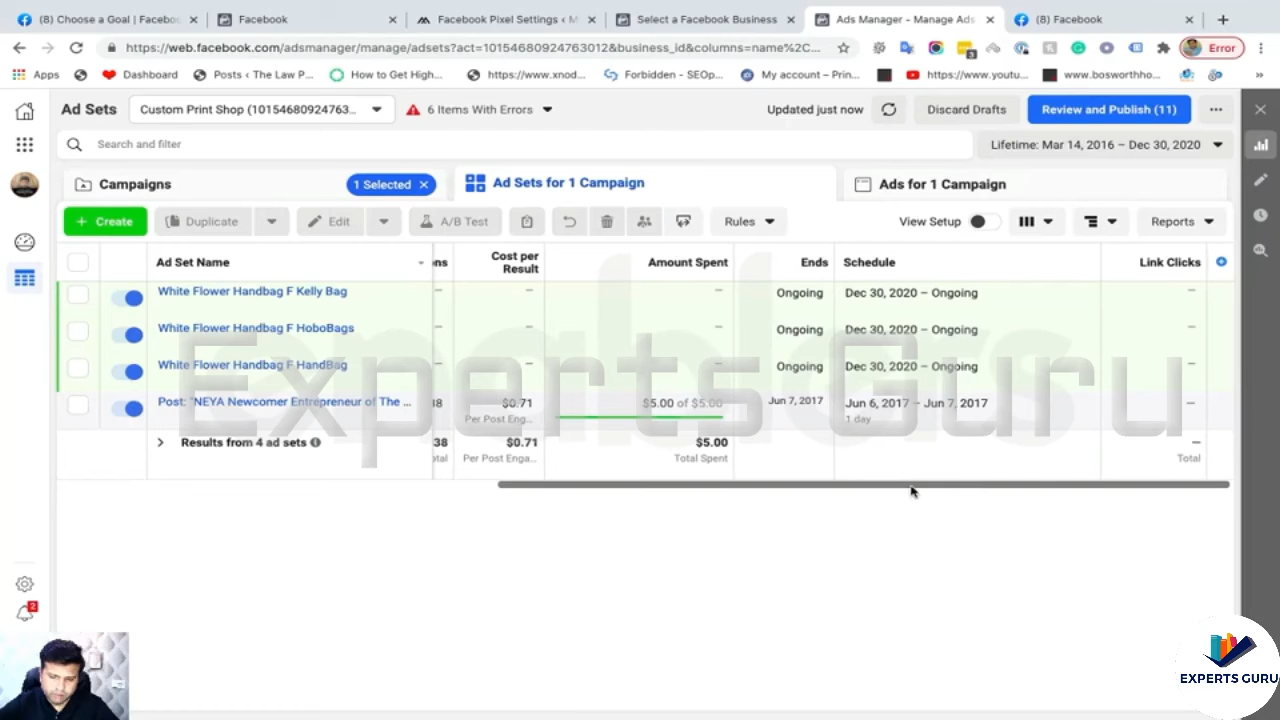 (8) Choose a Goal | Faceboo
Facebook
Facebook Pixel Settings ‹ M
Select a Facebook Business
Ads Manager - Manage Ads
(8) Facebook
https://web.facebook.com/adsmanager/manage/adsets?act=10154680924763012&business_id&columns=name%2C...
3
Error
Apps
Dashboard
Posts ‹ The Law P...
How to Get High...
https://www.xnod...
Forbidden - SEOp...
My account – Prin...
https://www.youtu...
www.bosworthho...
»
Ad Sets
Custom Print Shop (10154680924763...
6 Items With Errors
Updated just now
Discard Drafts
Review and Publish (11)
Search and filter
Lifetime: Mar 14, 2016 – Dec 30, 2020
Campaigns
1 Selected
Ad Sets for 1 Campaign
Ads for 1 Campaign
+ Create
Duplicate
Edit
A/B Test
Rules
View Setup
Reports
Ad Set Name
ns
Cost per Result
Amount Spent
Ends
Schedule
Link Clicks
White Flower Handbag F Kelly Bag
–
–
–
Ongoing
Dec 30, 2020 – Ongoing
–
White Flower Handbag F HoboBags
–
–
–
Ongoing
Dec 30, 2020 – Ongoing
–
White Flower Handbag F HandBag
–
–
–
Ongoing
Dec 30, 2020 – Ongoing
–
Post: "NEYA Newcomer Entrepreneur of The ...
38
$0.71
Per Post Eng...
$5.00 of $5.00
Jun 7, 2017
Jun 6, 2017 – Jun 7, 2017
1 day
–
Results from 4 ad sets
38
otal
$0.71
Per Post Enga...
$5.00
Total Spent
–
Total
Experts Guru
2
EXPERTS GURU